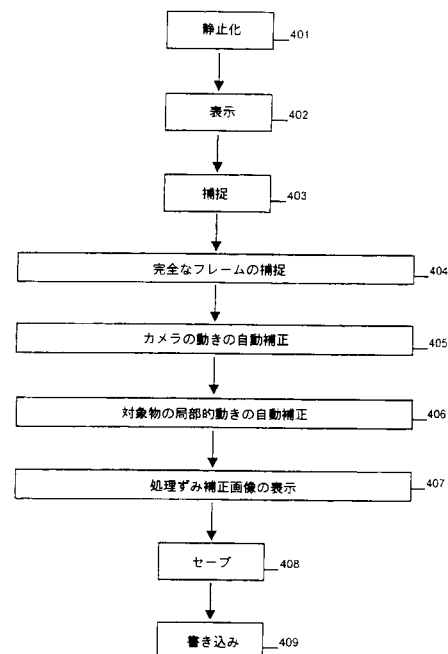 静止化
401
表示
402
捕捉
403
完全なフレームの捕捉
404
カメラの動きの自動補正
405
対象物の局部的動きの自動補正
406
処理ずみ補正画像の表示
407
セーブ
408
書き込み
409